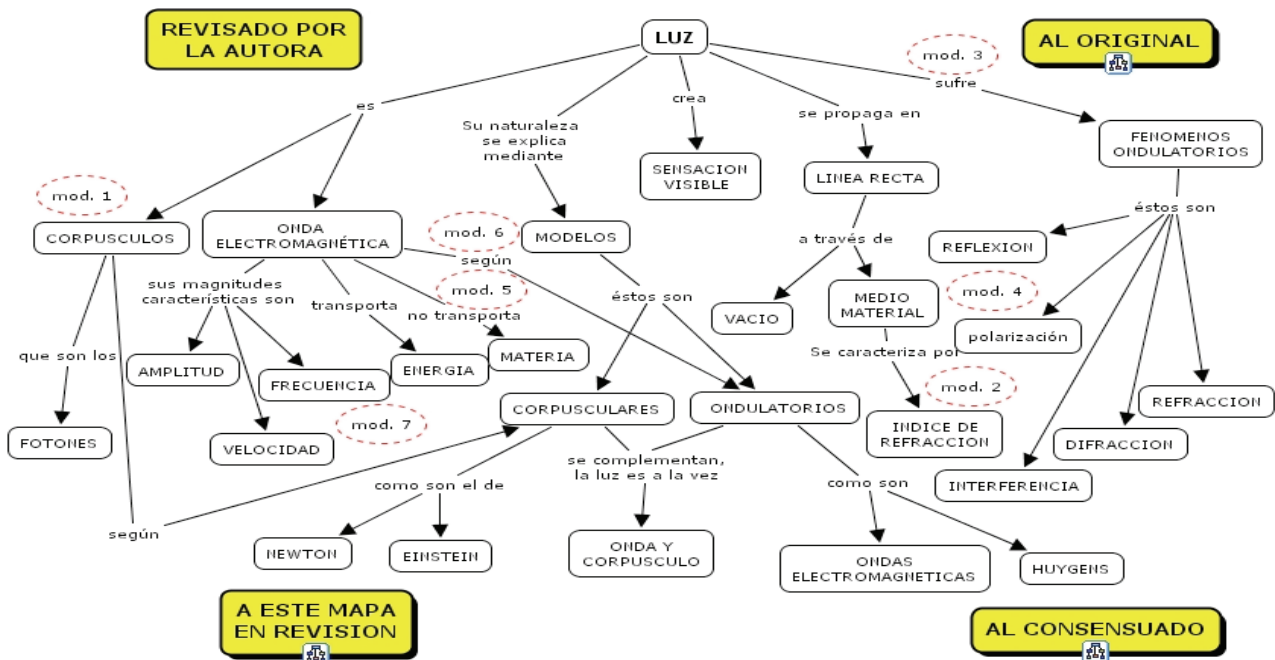 REVISADO POR
LA AUTORA
LUZ
AL ORIGINAL
mod. 3
sufre
es
Su naturaleza
se explica
mediante
crea
se propaga en
FENOMENOS
ONDULATORIOS
SENSACION
VISIBLE
LINEA RECTA
mod. 1
CORPUSCULOS
ONDA
ELECTROMAGNÉTICA
mod. 6
según
MODELOS
a través de
éstos son
REFLEXION
sus magnitudes
características son
transporta
mod. 5
no transporta
éstos son
VACIO
MEDIO
MATERIAL
mod. 4
polarización
que son los
AMPLITUD
FRECUENCIA
ENERGIA
MATERIA
Se caracteriza por
mod. 2
REFRACCION
CORPUSCULARES
ONDULATORIOS
INDICE DE
REFRACCION
DIFRACCION
FOTONES
VELOCIDAD
mod. 7
INTERFERENCIA
como son el de
se complementan,
la luz es a la vez
como son
según
NEWTON
EINSTEIN
ONDA Y
CORPUSCULO
ONDAS
ELECTROMAGNETICAS
HUYGENS
A ESTE MAPA
EN REVISION
AL CONSENSUADO